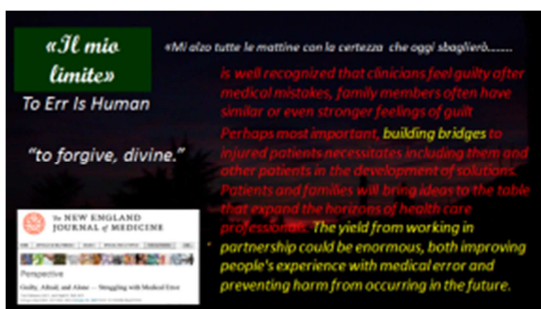 «Il mio
limite»
To Err Is Human
“to forgive, divine.”
«Mi alzo tutte le mattine con la certezza che oggi sbaglierò.......
is well recognized that clinicians feel guilty after
medical mistakes, family members often have
similar or even stronger feelings of guilt
Perhaps most important, building bridges to
injured patients necessitates including them and
other patients in the development of solutions.
Patients and families will bring ideas to the table
that expand the horizons of health care
professionals. The yield from working in
partnership could be enormous, both improving
people's experience with medical error and
preventing harm from occurring in the future.
The NEW ENGLAND
JOURNAL of MEDICINE
Perspective
Guilty, Afraid, and Alone — Struggling with Medical Error